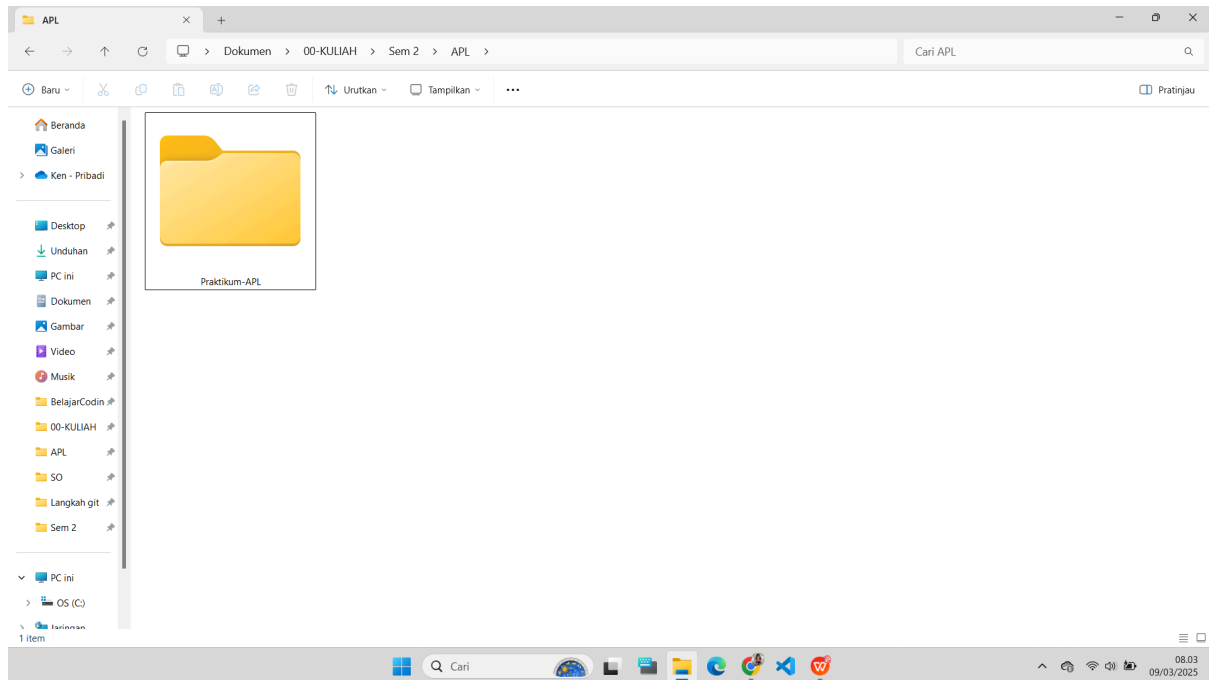 APL
Dokumen > 00-KULIAH > Sem 2 > APL >
Cari APL
Baru
Urutkan
Tampilkan
Pratinjau
Beranda
Galeri
Ken - Pribadi
Desktop
Unduhan
PC ini
Dokumen
Gambar
Video
Musik
BelajarCodin
00-KULIAH
APL
SO
Langkah git
Sem 2
PC ini
OS (C:)
Jaringan
Praktikum-APL
1 item
Cari
08.03
09/03/2025